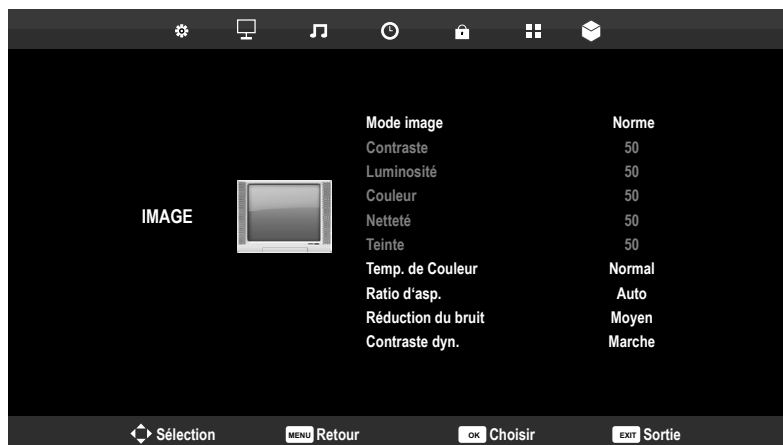 Mode image Norme
Contraste 50
Luminosité 50
Couleur 50
IMAGE
Netteté 50
Teinte 50
Temp. de Couleur Normal
Ratio d‘asp. Auto
Réduction du bruit Moyen
Contraste dyn. Marche
Sélection MENU Retour OK Choisir EXIT Sortie